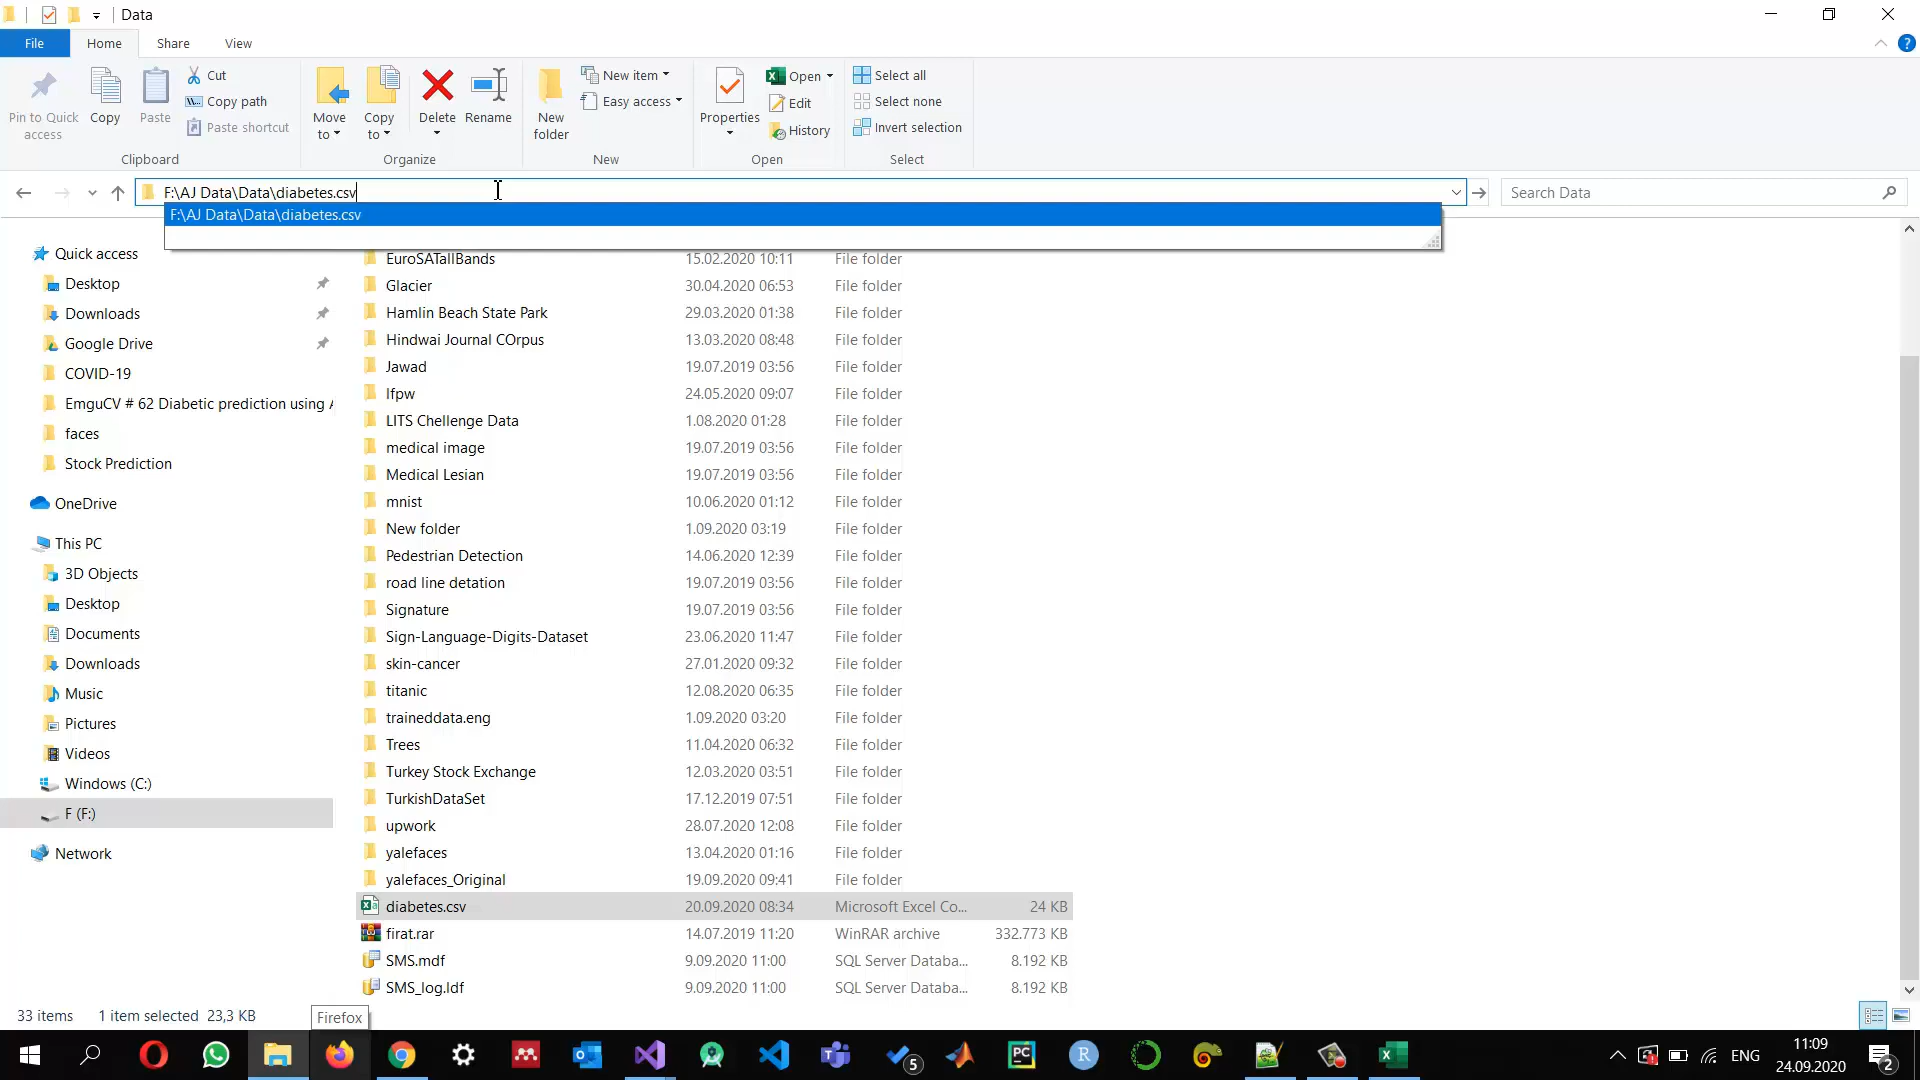 Data
File Home Share View
Pin to Quick access
Copy
Paste
Cut
Copy path
Paste shortcut
Clipboard
Move to
Copy to
Delete
Rename
Organize
New folder
New item
Easy access
New
Properties
Open
Edit
History
Open
Select all
Select none
Invert selection
Select
F:\AJ Data\Data\diabetes.csv
Search Data
F:\AJ Data\Data\diabetes.csv
Quick access
Desktop
Downloads
Google Drive
COVID-19
EmguCV # 62 Diabetic prediction using
faces
Stock Prediction
OneDrive
This PC
3D Objects
Desktop
Documents
Downloads
Music
Pictures
Videos
Windows (C:)
F (F:)
Network
EuroSATallBands 15.02.2020 10:11 File folder
Glacier 30.04.2020 06:53 File folder
Hamlin Beach State Park 29.03.2020 01:38 File folder
Hindwai Journal COrpus 13.03.2020 08:48 File folder
Jawad 19.07.2019 03:56 File folder
lfpw 24.05.2020 09:07 File folder
LITS Chellenge Data 1.08.2020 01:28 File folder
medical image 19.07.2019 03:56 File folder
Medical Lesian 19.07.2019 03:56 File folder
mnist 10.06.2020 01:12 File folder
New folder 1.09.2020 03:19 File folder
Pedestrian Detection 14.06.2020 12:39 File folder
road line detation 19.07.2019 03:56 File folder
Signature 19.07.2019 03:56 File folder
Sign-Language-Digits-Dataset 23.06.2020 11:47 File folder
skin-cancer 27.01.2020 09:32 File folder
titanic 12.08.2020 06:35 File folder
traineddata.eng 1.09.2020 03:20 File folder
Trees 11.04.2020 06:32 File folder
Turkey Stock Exchange 12.03.2020 03:51 File folder
TurkishDataSet 17.12.2019 07:51 File folder
upwork 28.07.2020 12:08 File folder
yalefaces 13.04.2020 01:16 File folder
yalefaces_Original 19.09.2020 09:41 File folder
diabetes.csv 20.09.2020 08:34 Microsoft Excel Co... 24 KB
firat.rar 14.07.2019 11:20 WinRAR archive 332.773 KB
SMS.mdf 9.09.2020 11:00 SQL Server Databa... 8.192 KB
SMS_log.ldf 9.09.2020 11:00 SQL Server Databa... 8.192 KB
33 items 1 item selected 23,3 KB
Firefox
5
PC
R
ENG
11:09
24.09.2020
2